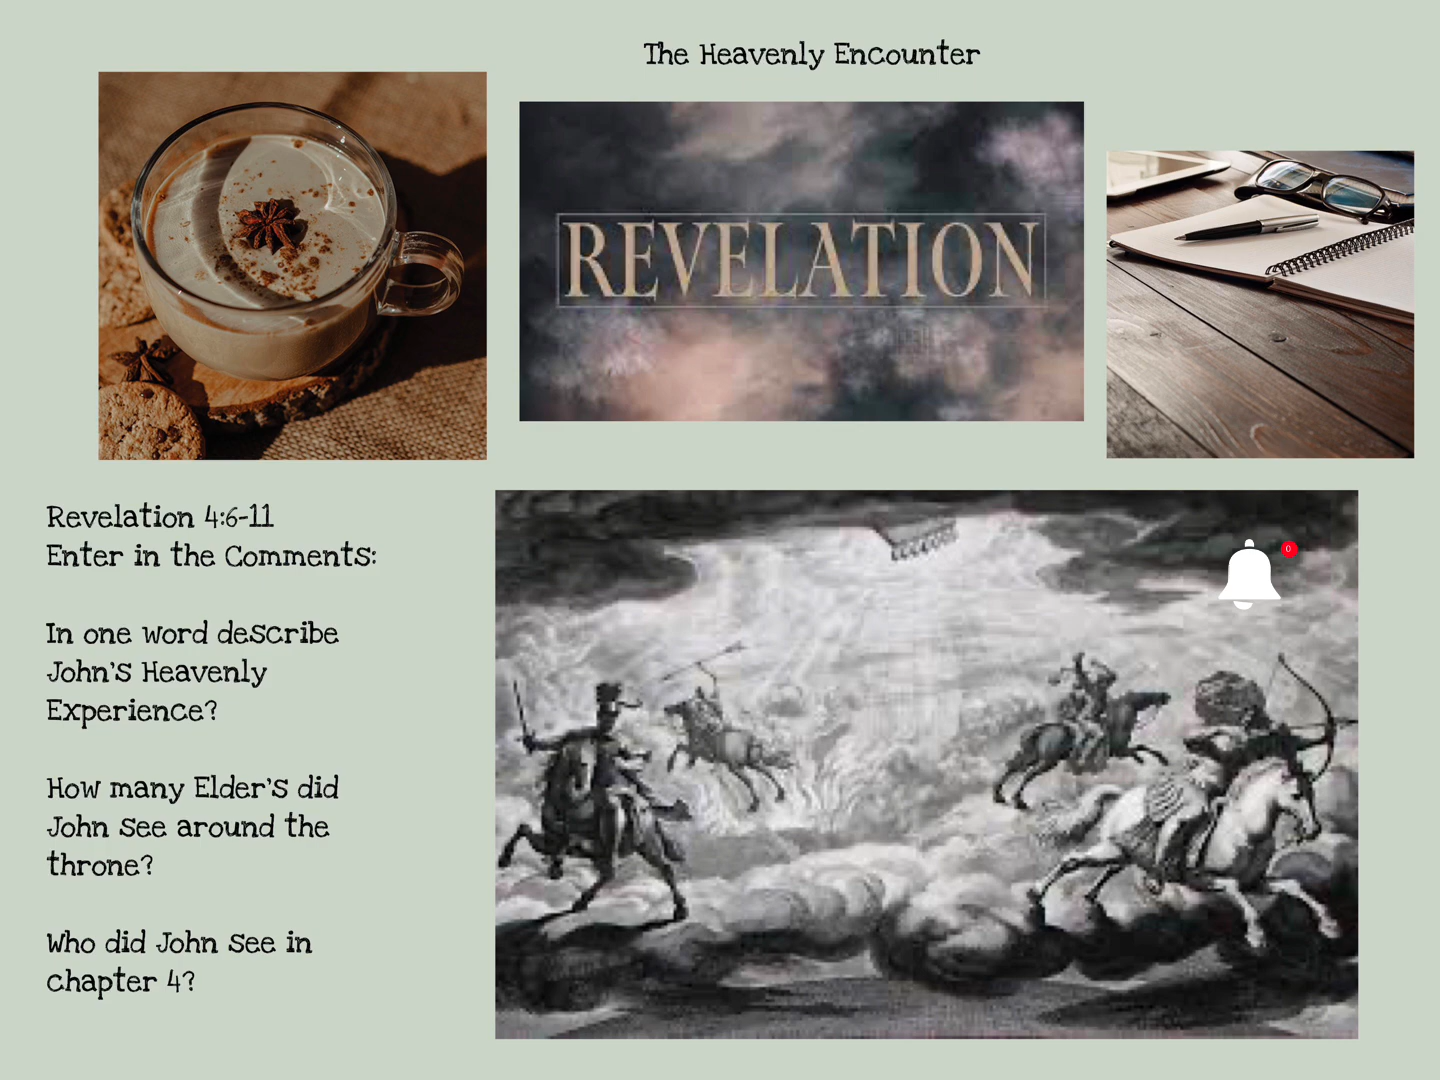 The Heavenly Encounter
REVELATION
Revelation 4:6-11
Enter in the Comments:
In one word describe
John's Heavenly
Experience?
How many Elder's did
John see around the
throne?
Who did John see in
chapter 4?
0